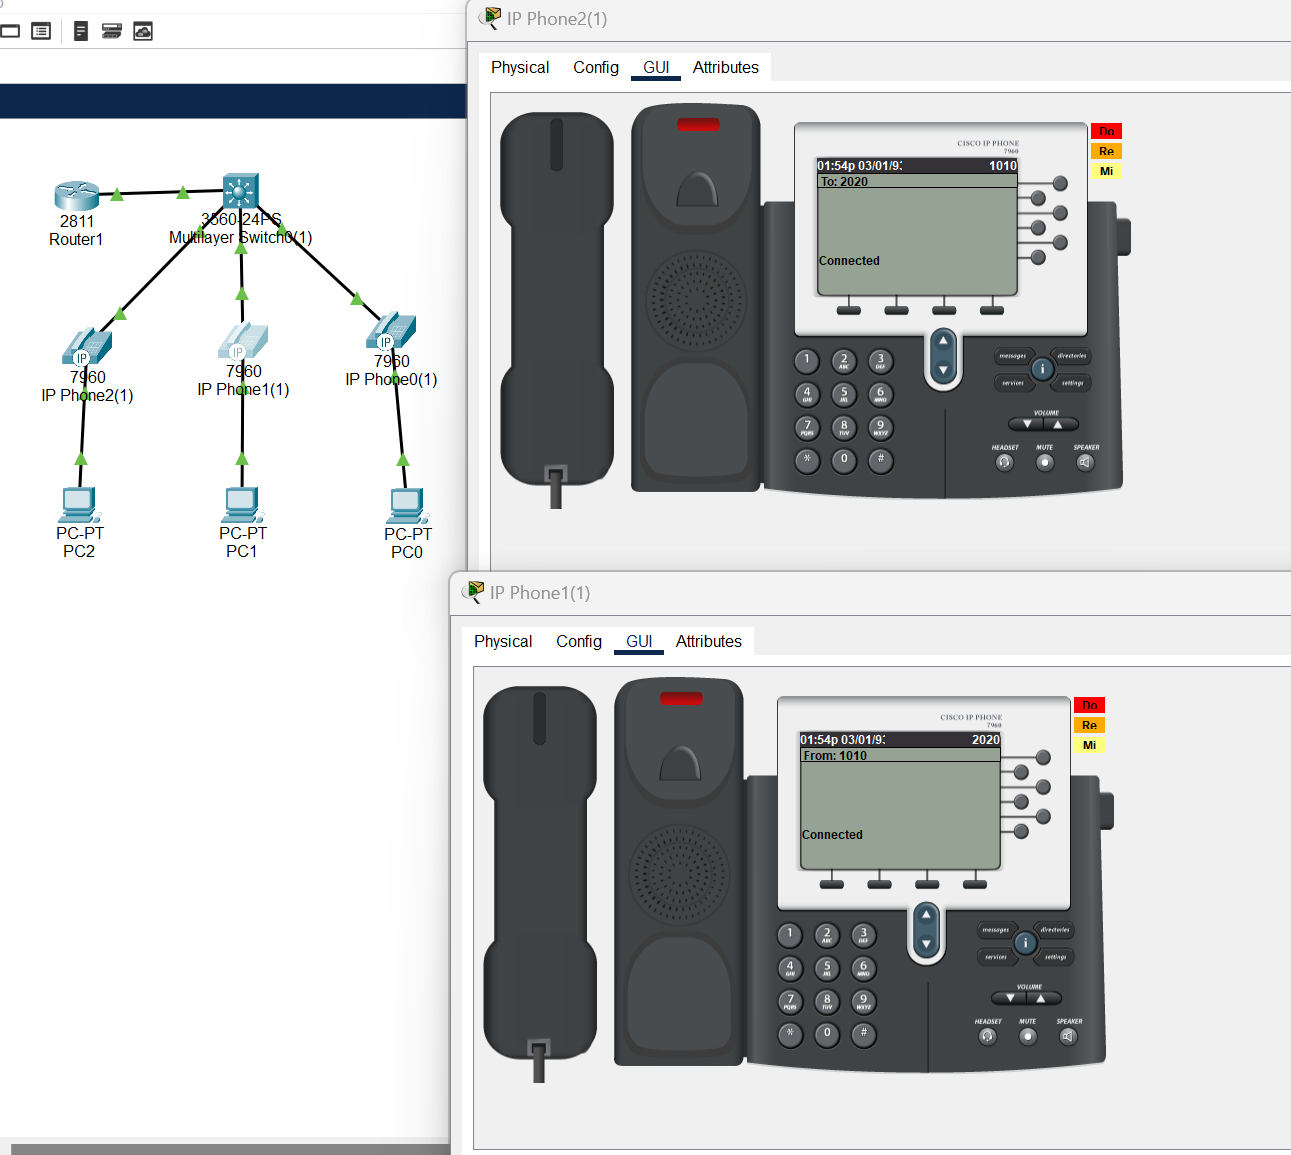 IP Phone2(1)
Physical Config GUI Attributes
CISCO IP PHONE
7960
01:54p 03/01/93 1010
To: 2020
Connected
Do
Re
Mi
1 2 ABC 3 DEF
4 GHI 5 JKL 6 MNO
7 PQRS 8 TUV 9 WXYZ
* 0 #
messages directories
i
services settings
VOLUME
HEADSET MUTE SPEAKER
2811
Router1
3560-24PS
Multilayer Switch0(1)
IP
7960
IP Phone2(1)
IP
7960
IP Phone1(1)
IP
7960
IP Phone0(1)
PC-PT
PC2
PC-PT
PC1
PC-PT
PC0
IP Phone1(1)
Physical Config GUI Attributes
CISCO IP PHONE
7960
01:54p 03/01/93 2020
From: 1010
Connected
Do
Re
Mi
1 2 ABC 3 DEF
4 GHI 5 JKL 6 MNO
7 PQRS 8 TUV 9 WXYZ
* 0 #
messages directories
i
services settings
VOLUME
HEADSET MUTE SPEAKER